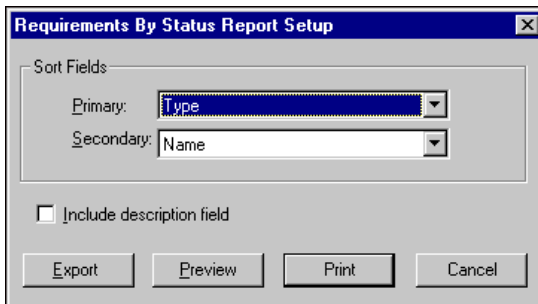 Requirements By Status Report Setup
Sort Fields
Primary: Type
Secondary: Name
Include description field
Export Preview Print Cancel